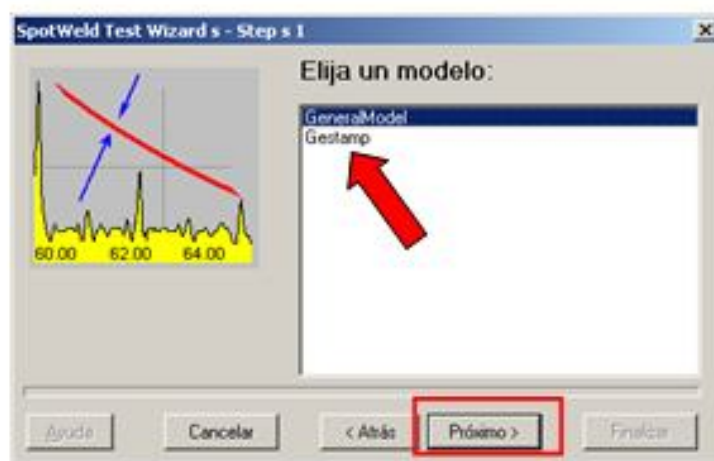 SpotWeld Test Wizard s - Step s 1
Elija un modelo:
GeneralModel
Gestamp
60.00 62.00 64.00
Ayuda Cancelar < Atrás Próximo > Finalizar